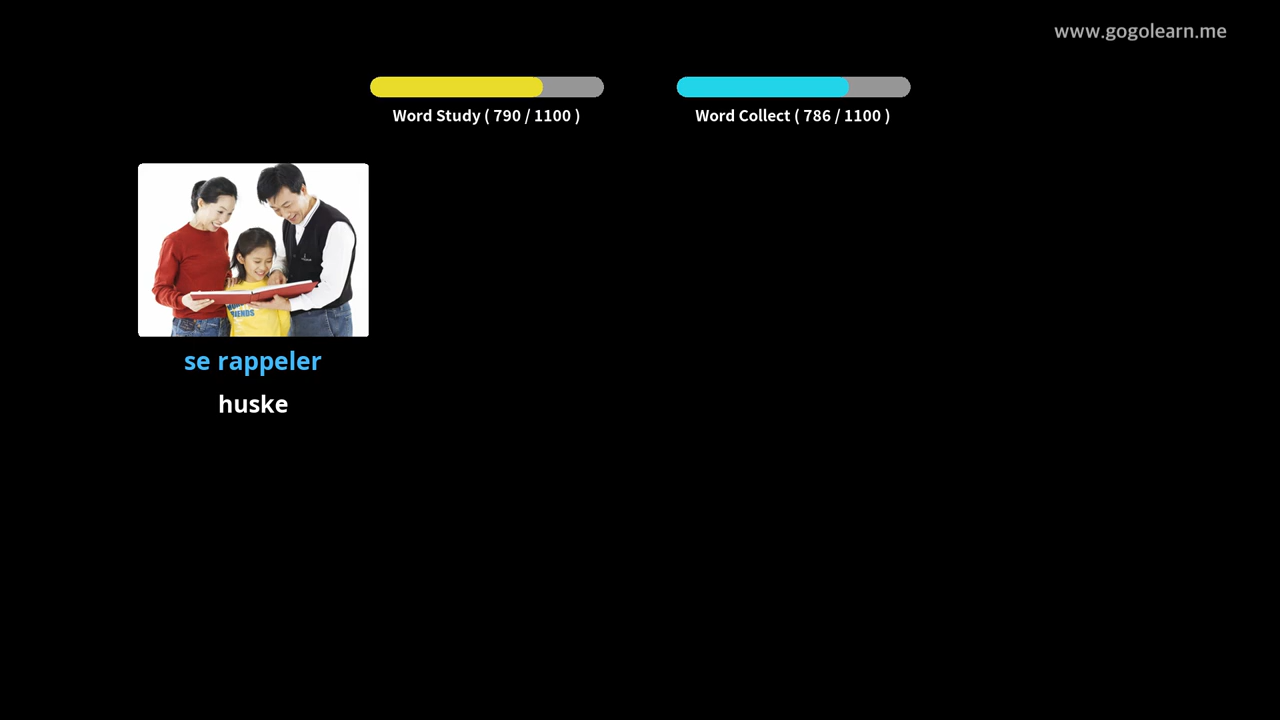 www.gogolearn.me
Word Study ( 790 / 1100 )
Word Collect ( 786 / 1100 )
se rappeler
huske